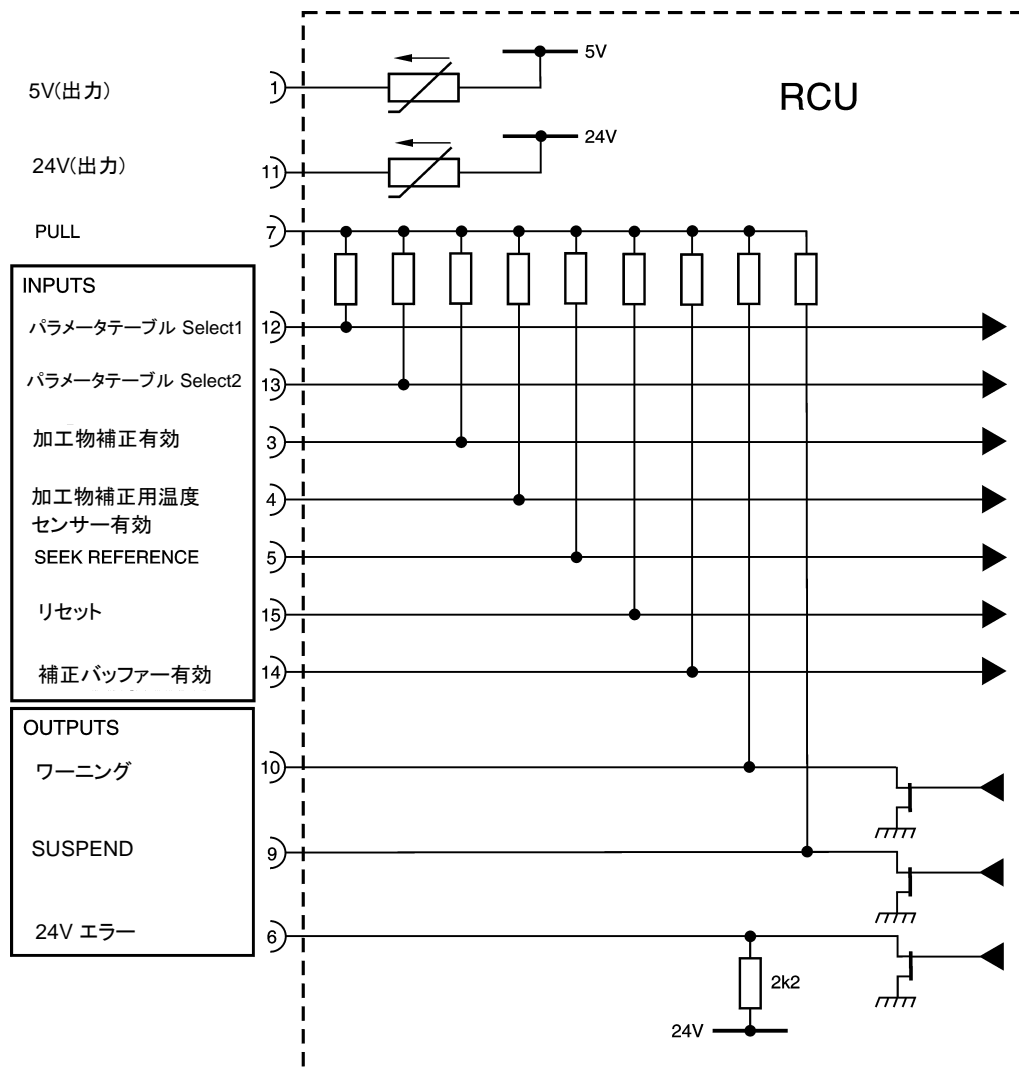 5V
5V(出力)
1
RCU
24V
24V(出力)
11
PULL
7
INPUTS
パラメータテーブル Select1
12
パラメータテーブル Select2
13
加工物補正有効
3
加工物補正用温度
センサー有効
4
SEEK REFERENCE
5
リセット
15
補正バッファー有効
14
OUTPUTS
ワーニング
10
SUSPEND
9
24V エラー
6
2k2
24V